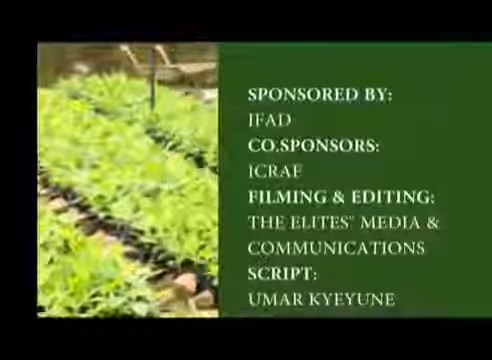 SPONSORED BY:
IFAD
CO.SPONSORS:
ICRAF
FILMING & EDITING:
THE ELITES" MEDIA &
COMMUNICATIONS
SCRIPT:
UMAR KYEYUNE